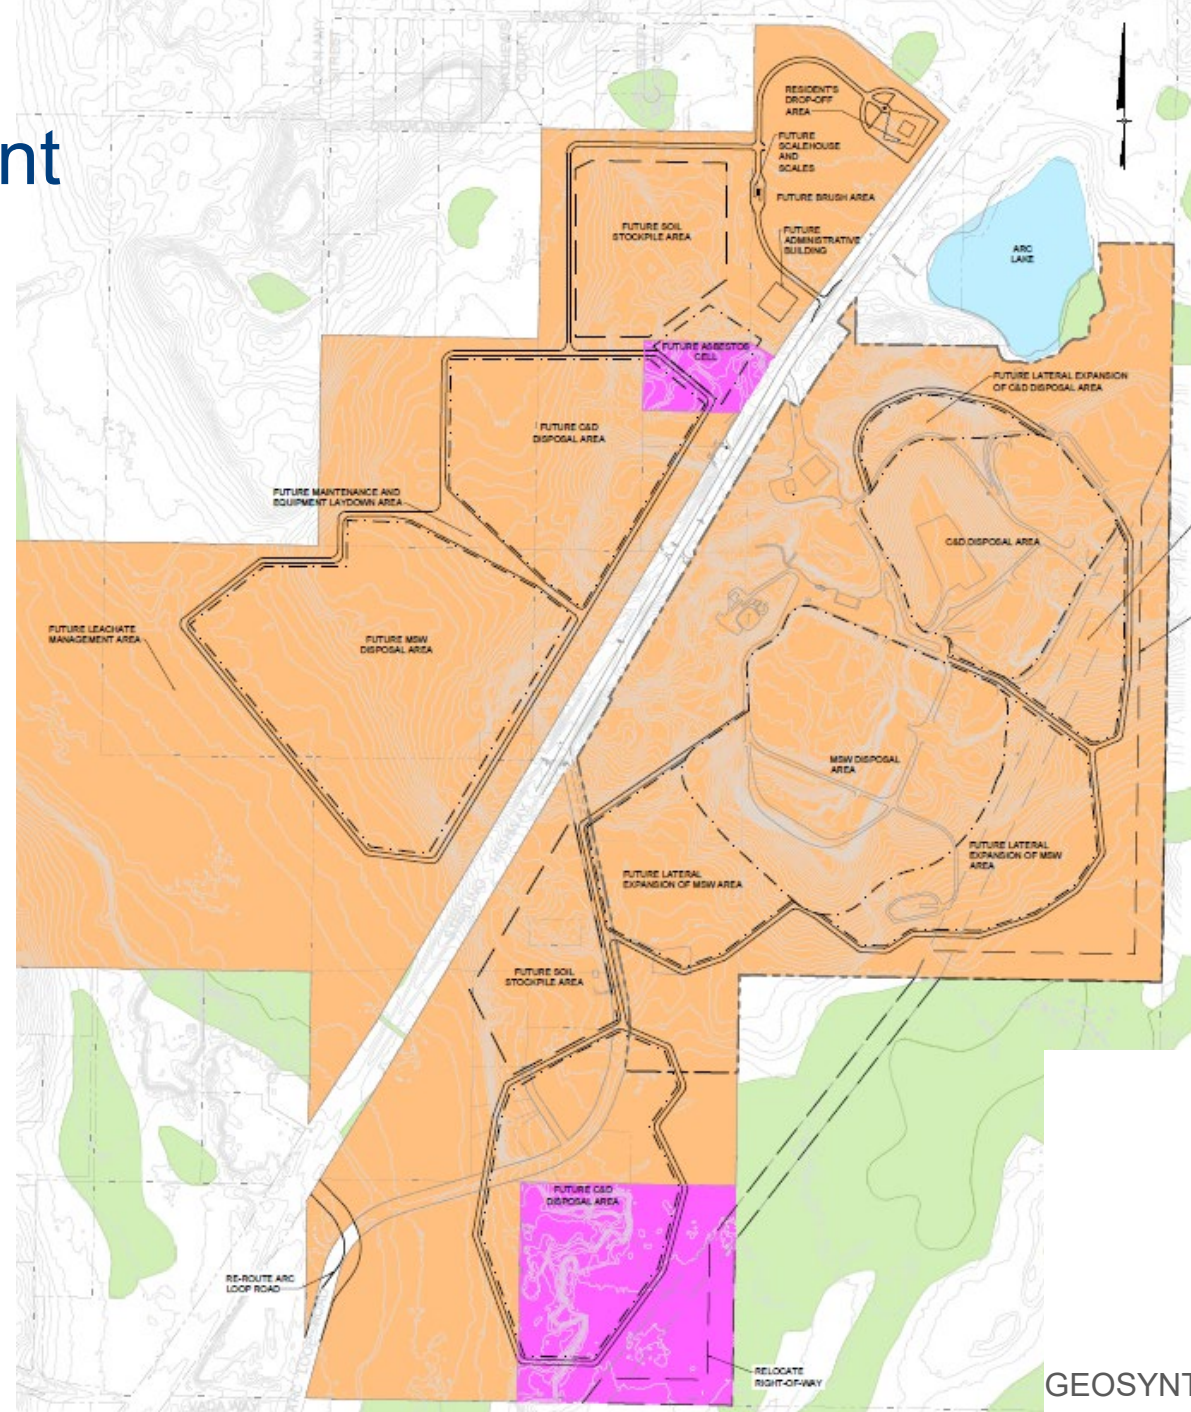 nt
RESIDENT'S
DROP-OFF
AREA
FUTURE
SCALEHOUSE
AND
SCALES
FUTURE BRUSH AREA
FUTURE SOIL
STOCKPILE AREA
FUTURE
ADMINISTRATIVE
BUILDING
ARC
LAKE
FUTURE ASBESTOS
CELL
FUTURE LATERAL EXPANSION
OF C&D DISPOSAL AREA
FUTURE C&D
DISPOSAL AREA
FUTURE MAINTENANCE AND
EQUIPMENT LAYDOWN AREA
C&D DISPOSAL AREA
FUTURE LEACHATE
MANAGEMENT AREA
FUTURE MSW
DISPOSAL AREA
MSW DISPOSAL
AREA
HIGHWAY
FUTURE LATERAL
EXPANSION OF MSW
AREA
FUTURE LATERAL
EXPANSION OF MSW AREA
FUTURE SOIL
STOCKPILE AREA
FUTURE C&D
DISPOSAL AREA
RE-ROUTE ARC
LOOP ROAD
RELOCATE
RIGHT-OF-WAY
GEOSYNT